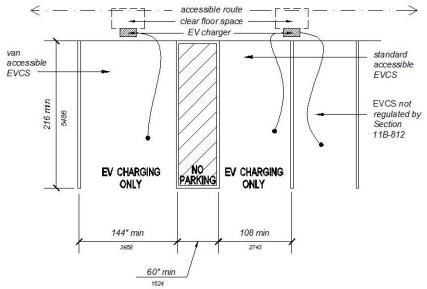 accessible route
clear floor space
EV charger
van
accessible
EVCS
standard
accessible
EVCS
EVCS not
regulated by
Section
11B-812
216 min
5486
EV CHARGING
ONLY
NO
PARKING
EV CHARGING
ONLY
144" min
3658
108 min
2743
60" min
1524